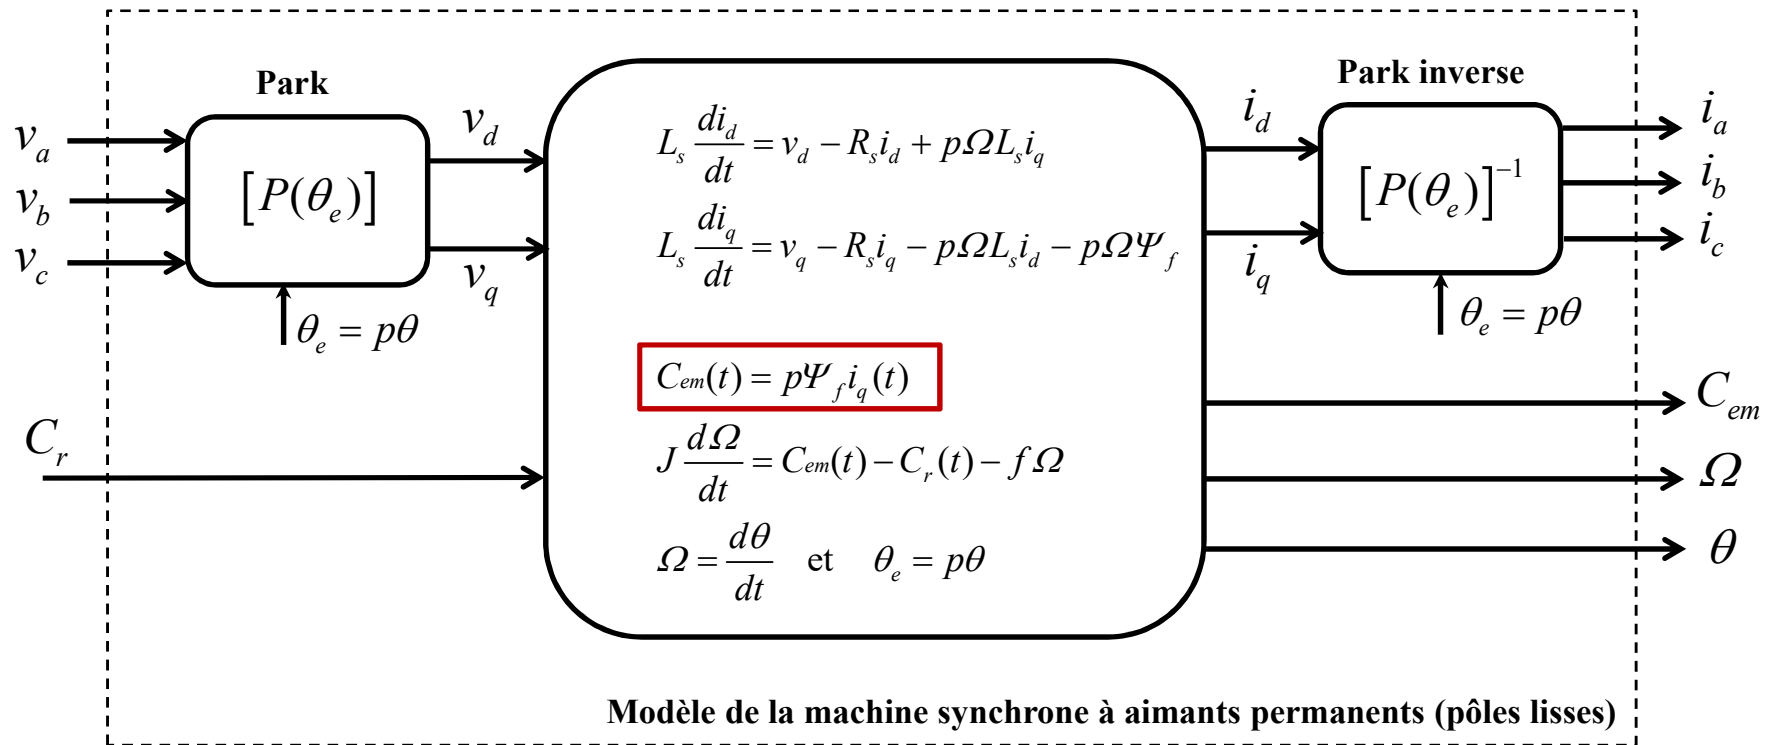 Park
v_a
v_b
v_c
[P(θ_e)]
θ_e = pθ
v_d
v_q
C_r
L_s di_d/dt = v_d − R_s i_d + pΩL_s i_q
L_s di_q/dt = v_q − R_s i_q − pΩL_s i_d − pΩΨ_f
C_em(t) = pΨ_f i_q(t)
J dΩ/dt = C_em(t) − C_r(t) − fΩ
Ω = dθ/dt et θ_e = pθ
i_d
i_q
Park inverse
[P(θ_e)]⁻¹
θ_e = pθ
i_a
i_b
i_c
C_em
Ω
θ
Modèle de la machine synchrone à aimants permanents (pôles lisses)